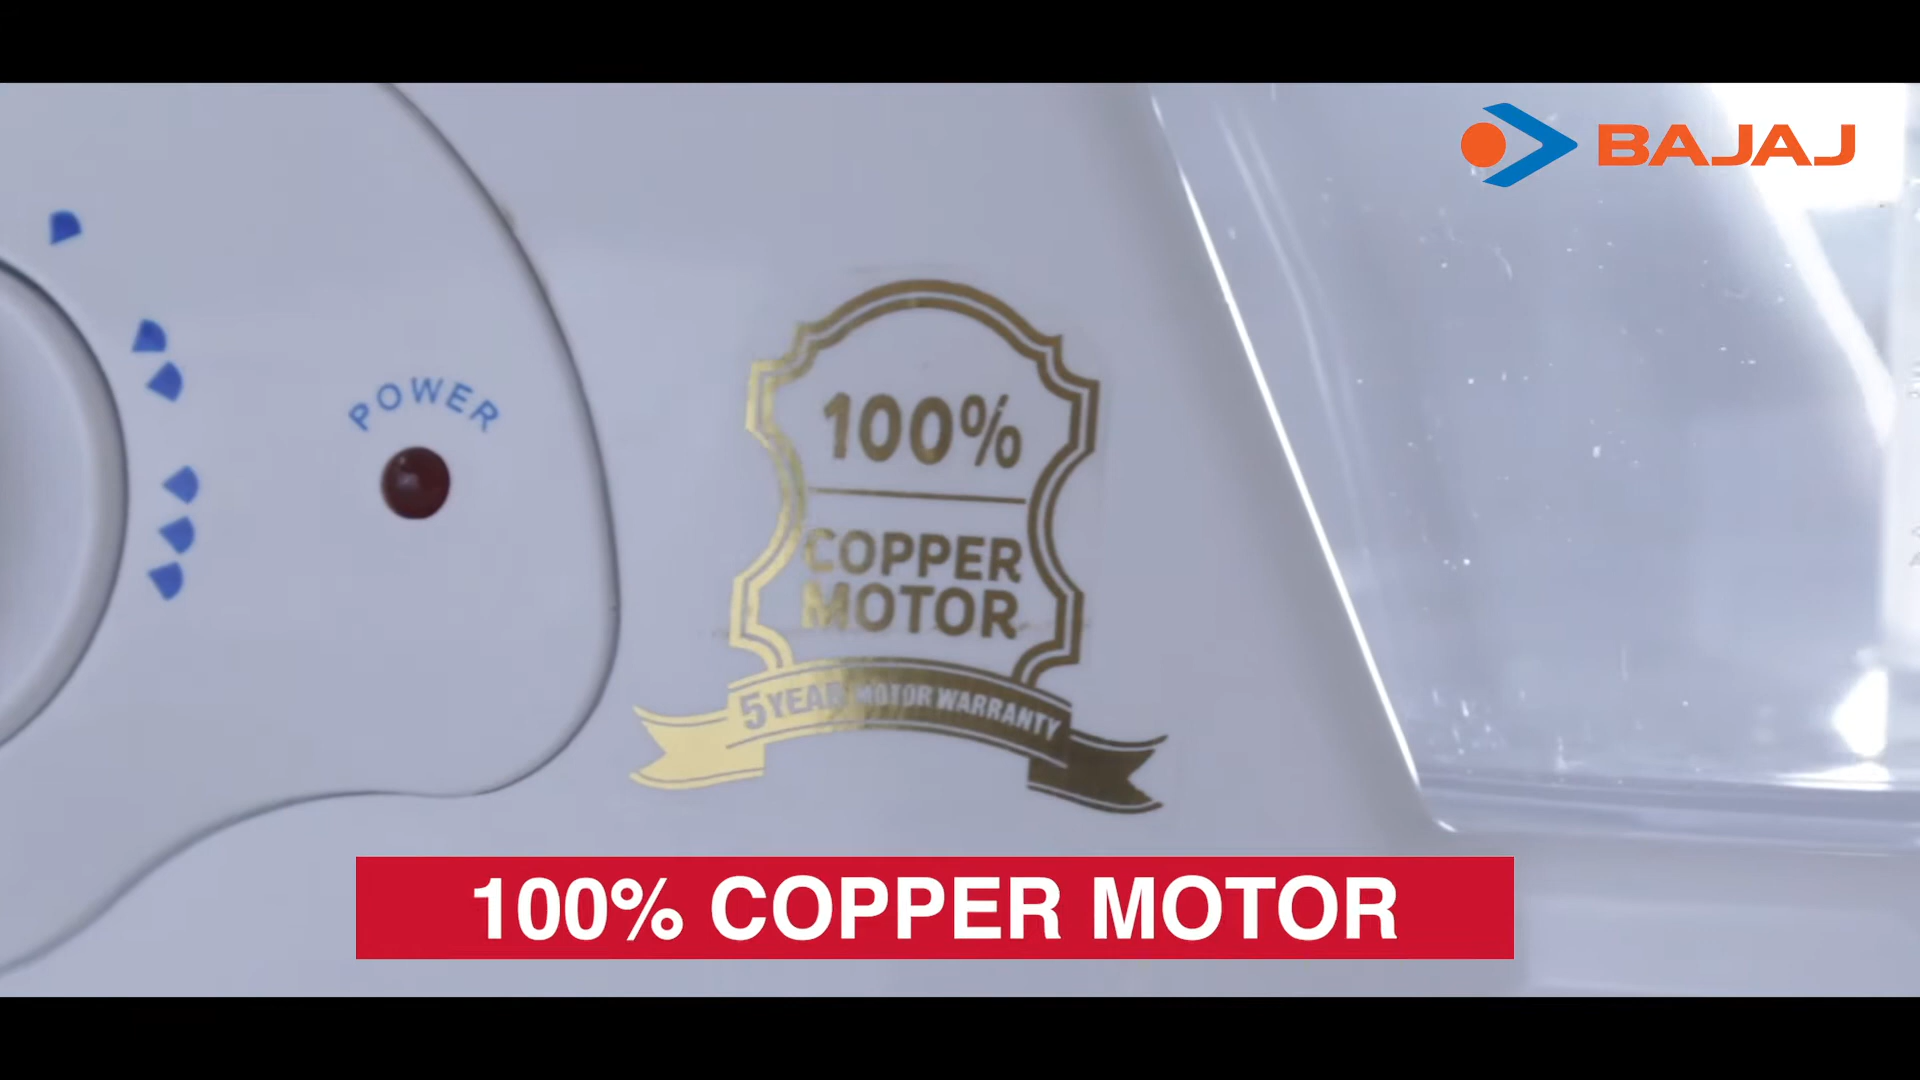 BAJAJ
POWER
100%
COPPER
MOTOR
5 YEAR MOTOR WARRANTY
100% COPPER MOTOR